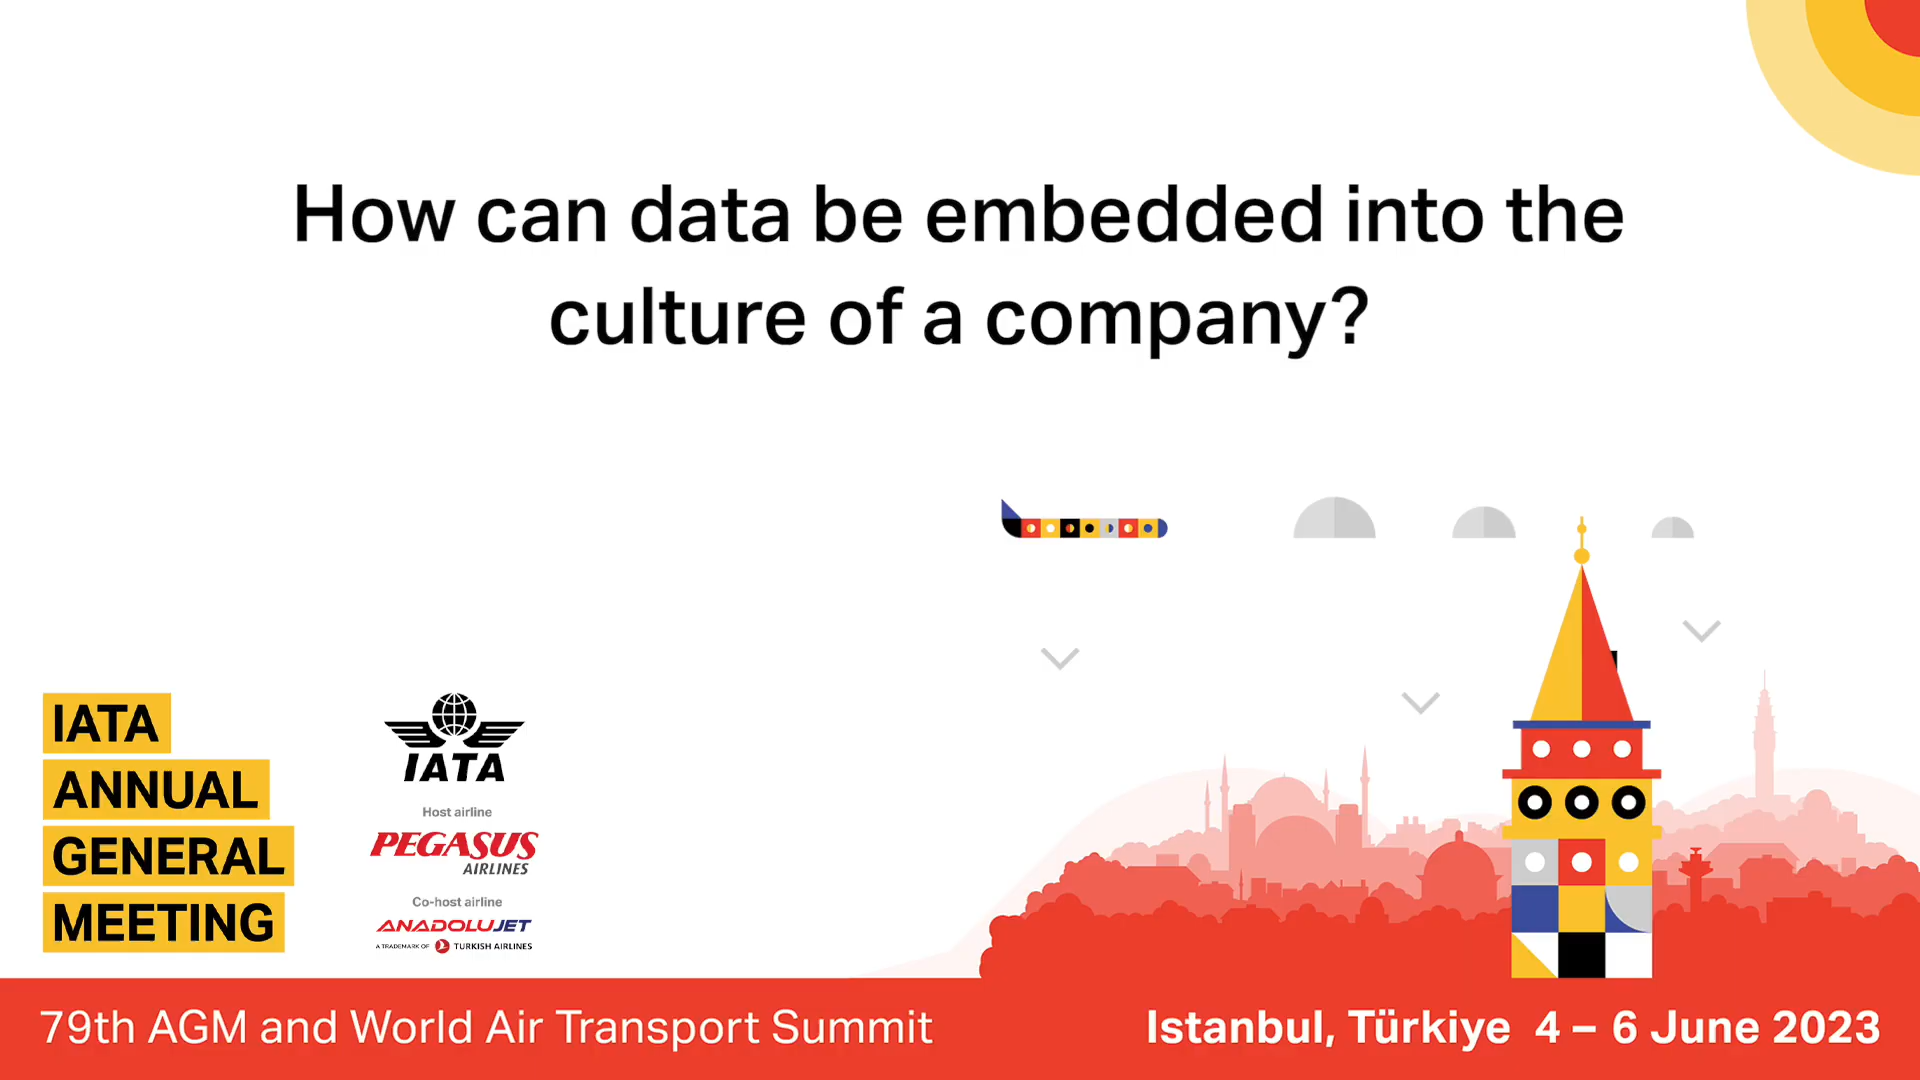 How can data be embedded into the
culture of a company?
IATA
ANNUAL
GENERAL
MEETING
IATA
Host airline
PEGASUS
AIRLINES
Co-host airline
ANADOLUJET
A TRADEMARK OF TURKISH AIRLINES
79th AGM and World Air Transport Summit
Istanbul, Türkiye 4 – 6 June 2023